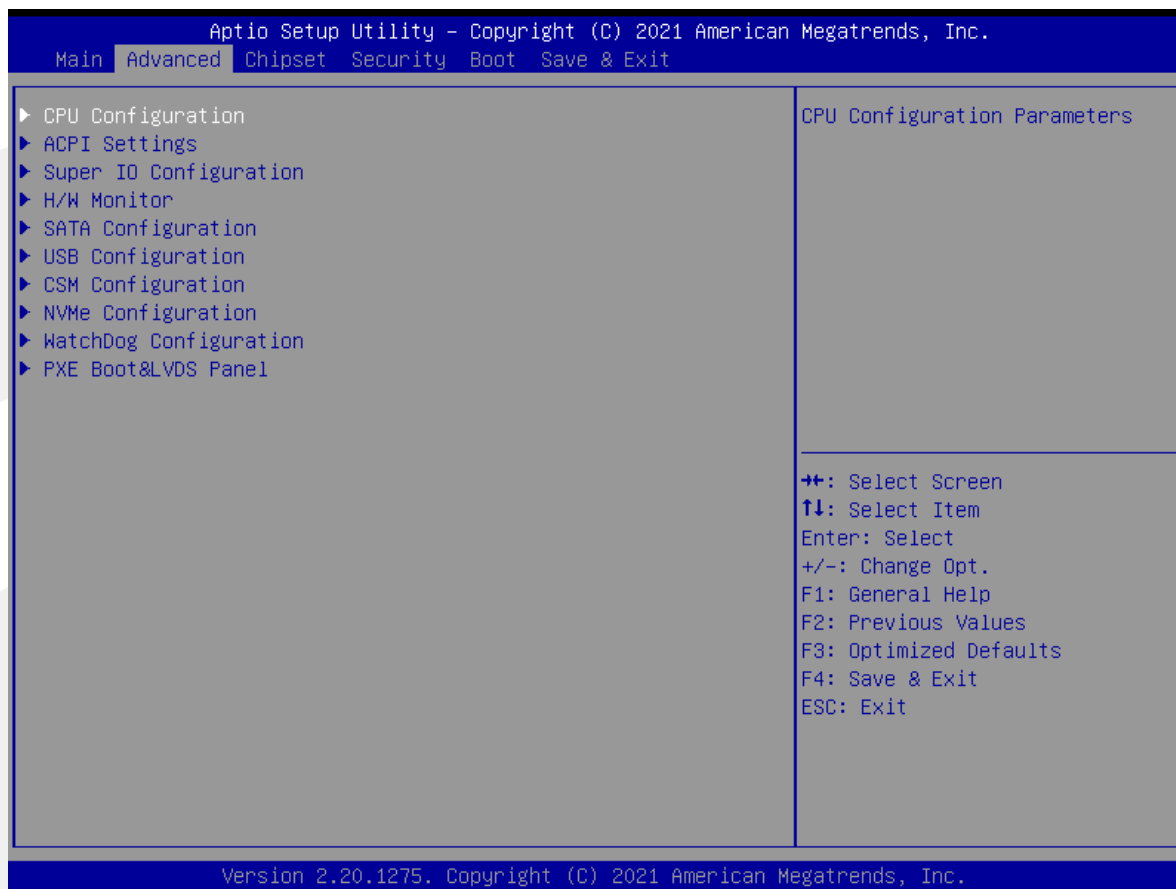 Aptio Setup Utility – Copyright (C) 2021 American Megatrends, Inc.
Main Advanced Chipset Security Boot Save & Exit
▶ CPU Configuration
▶ ACPI Settings
▶ Super IO Configuration
▶ H/W Monitor
▶ SATA Configuration
▶ USB Configuration
▶ CSM Configuration
▶ NVMe Configuration
▶ WatchDog Configuration
▶ PXE Boot&LVDS Panel
CPU Configuration Parameters
→←: Select Screen
↑↓: Select Item
Enter: Select
+/-: Change Opt.
F1: General Help
F2: Previous Values
F3: Optimized Defaults
F4: Save & Exit
ESC: Exit
Version 2.20.1275. Copyright (C) 2021 American Megatrends, Inc.